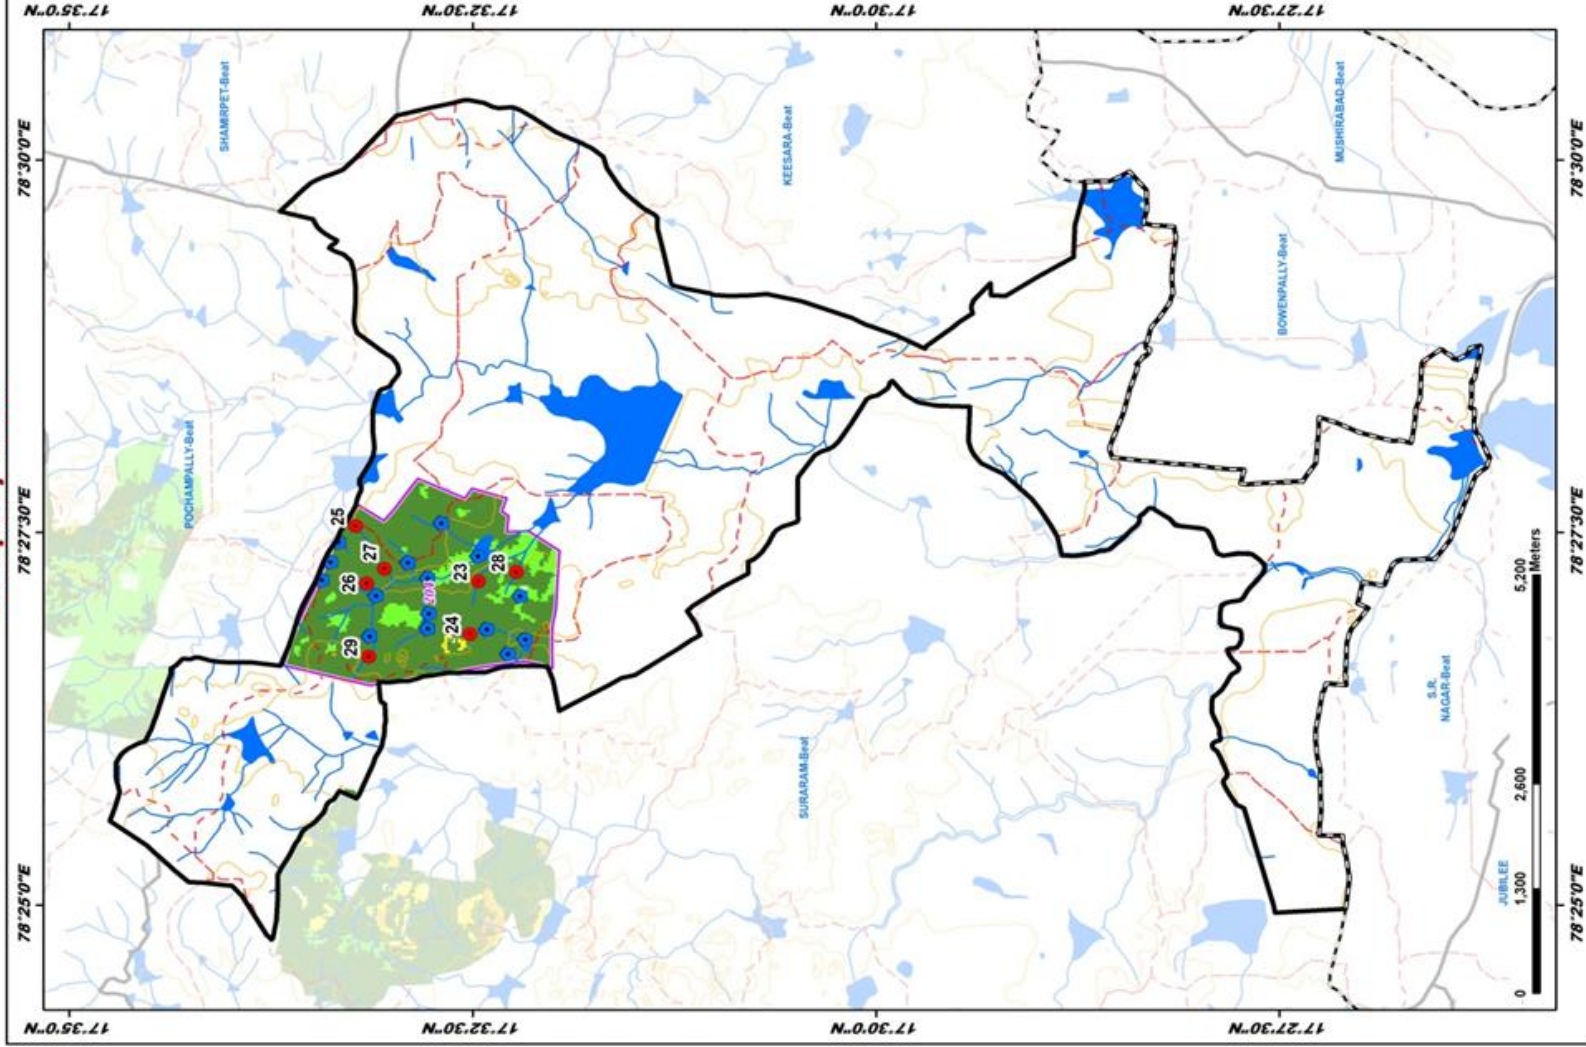 17°35'0"N
17°32'30"N
17°30'0"N
17°27'30"N
78°30'0"E
78°27'30"E
78°25'0"E
SHAMIRPET-Beat
KEESARA-Beat
MUSHIRABAD-Beat
BOWENPALLY-Beat
POCHAMPALLY-Beat
25
27
26
23
28
24
29
SURARAM-Beat
S.R.
NAGAR-Beat
JUBILEE
0 1,300 2,600 5,200
Meters
78°30'0"E
78°27'30"E
78°25'0"E
17°35'0"N
17°32'30"N
17°30'0"N
17°27'30"N